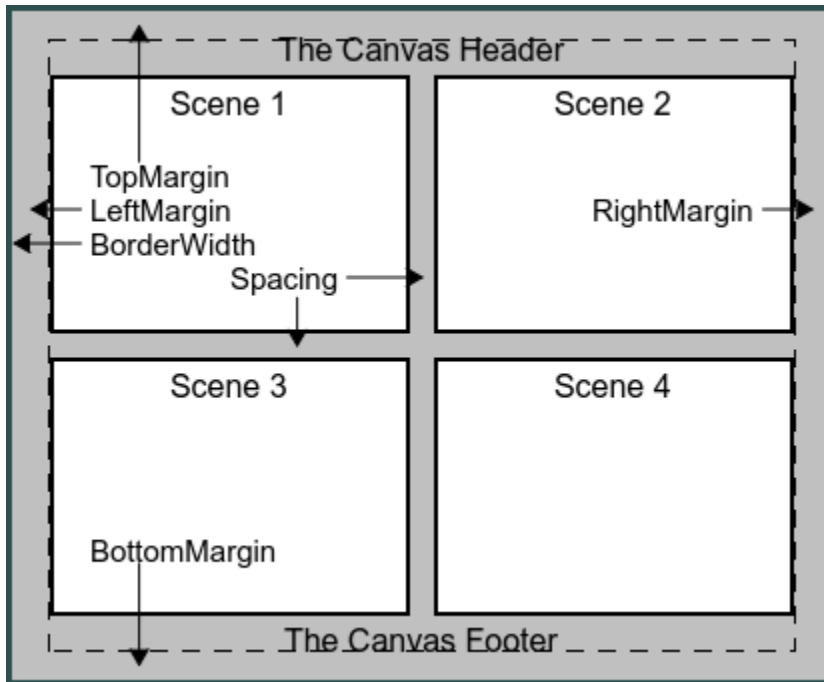 The Canvas Header
Scene 1
Scene 2
TopMargin
LeftMargin
RightMargin
BorderWidth
Spacing
Scene 3
Scene 4
BottomMargin
The Canvas Footer